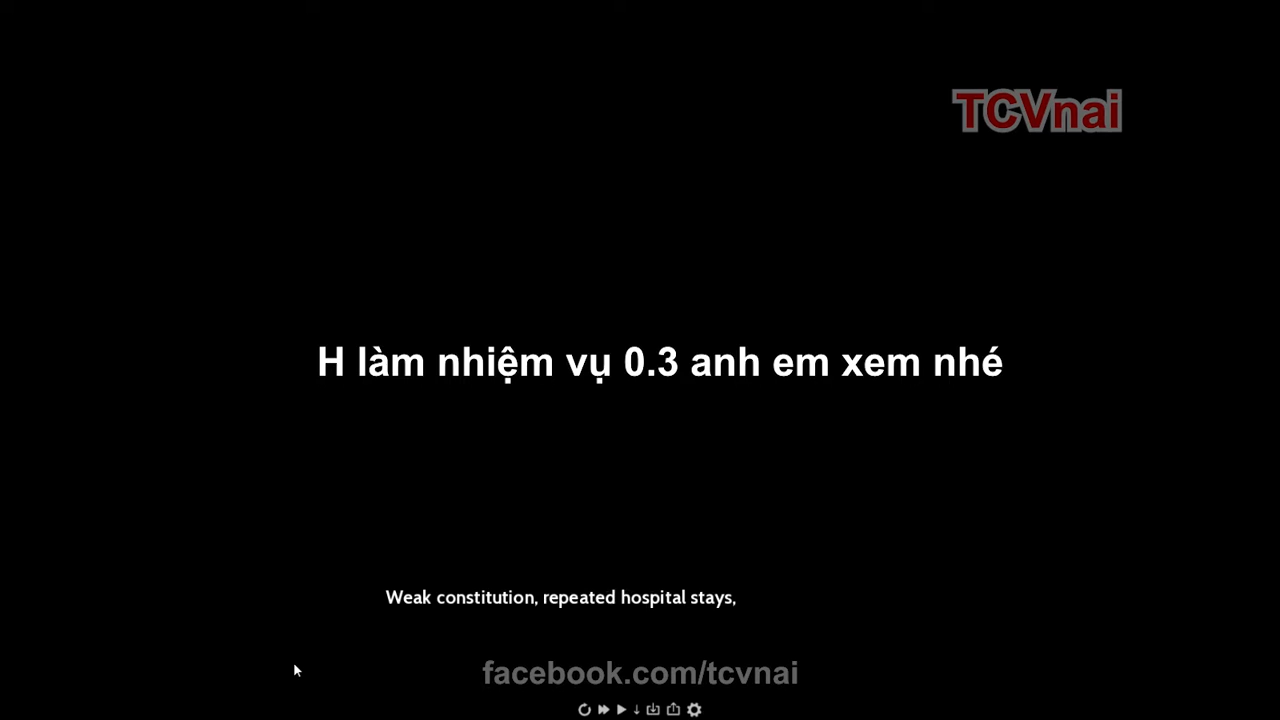 TCVnai
H làm nhiệm vụ 0.3 anh em xem nhé
Weak constitution, repeated hospital stays,
facebook.com/tcvnai